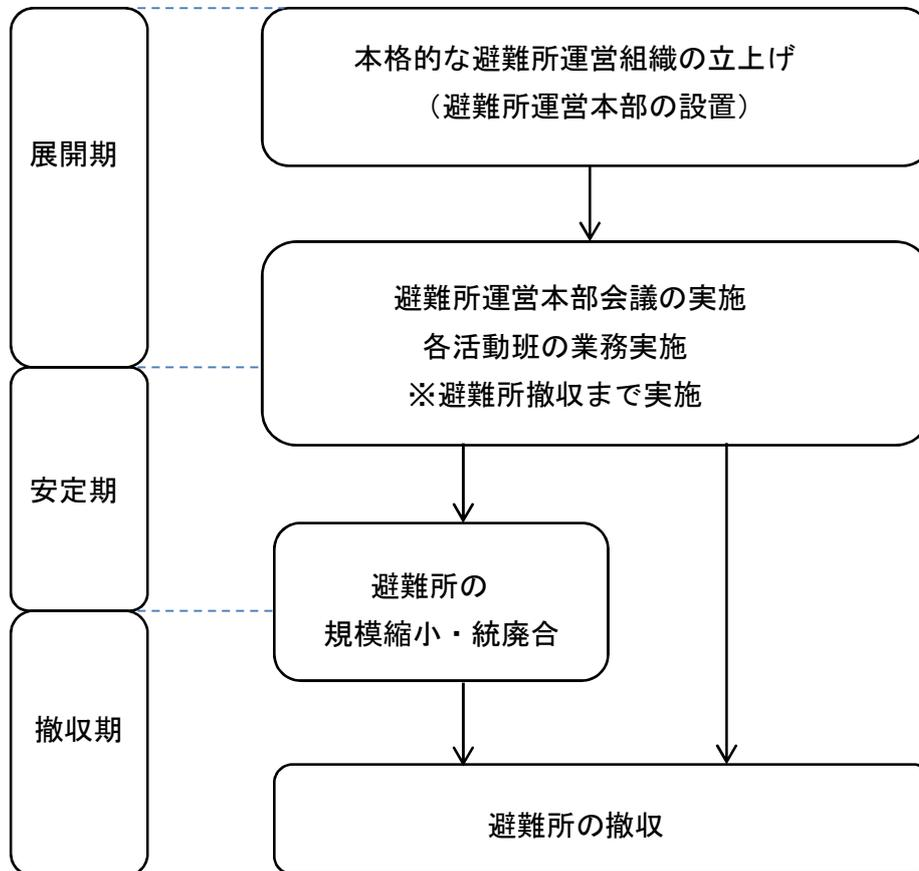 展開期
本格的な避難所運営組織の立上げ
（避難所運営本部の設置）
避難所運営本部会議の実施
各活動班の業務実施
※避難所撤収まで実施
安定期
避難所の
規模縮小・統廃合
撤収期
避難所の撤収